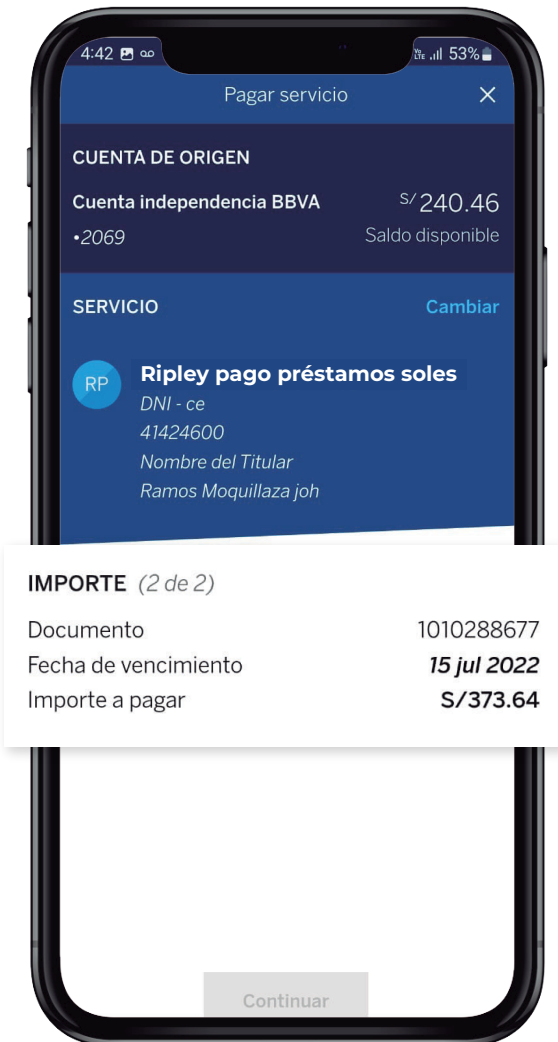 4:42 Vo LTE 53%
Pagar servicio ×
CUENTA DE ORIGEN
Cuenta independencia BBVA S/ 240.46
•2069 Saldo disponible
SERVICIO Cambiar
RP Ripley pago préstamos soles
DNI - ce
41424600
Nombre del Titular
Ramos Moquillaza joh
IMPORTE (2 de 2)
Documento 1010288677
Fecha de vencimiento 15 jul 2022
Importe a pagar S/373.64
Continuar